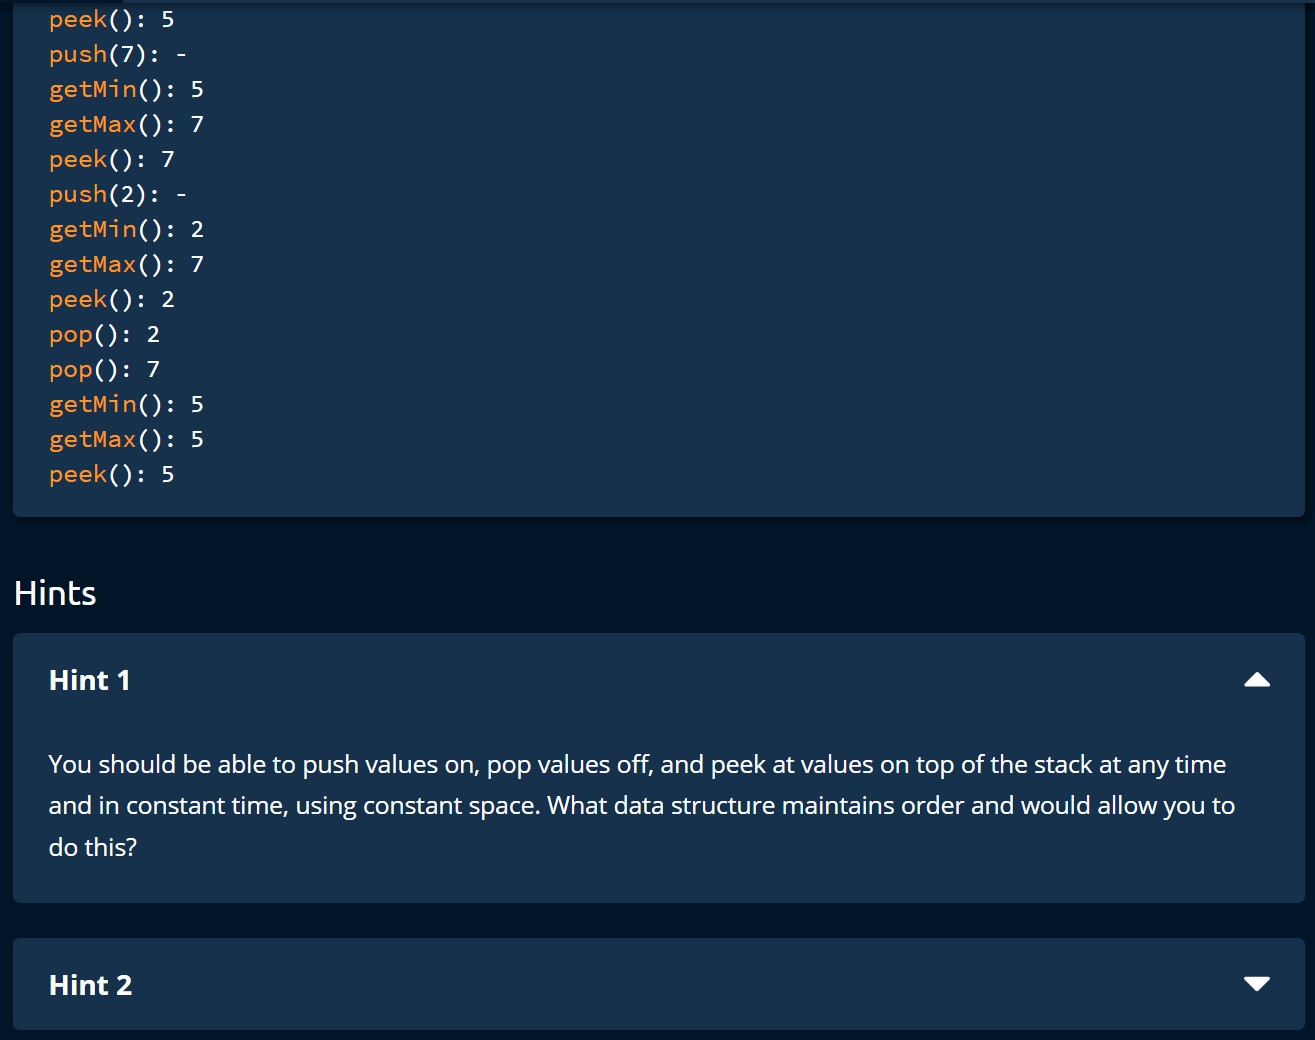 peek(): 5
push(7): -
getMin(): 5
getMax(): 7
peek(): 7
push(2): -
getMin(): 2
getMax(): 7
peek(): 2
pop(): 2
pop(): 7
getMin(): 5
getMax(): 5
peek(): 5
Hints
Hint 1
You should be able to push values on, pop values off, and peek at values on top of the stack at any time
and in constant time, using constant space. What data structure maintains order and would allow you to
do this?
Hint 2